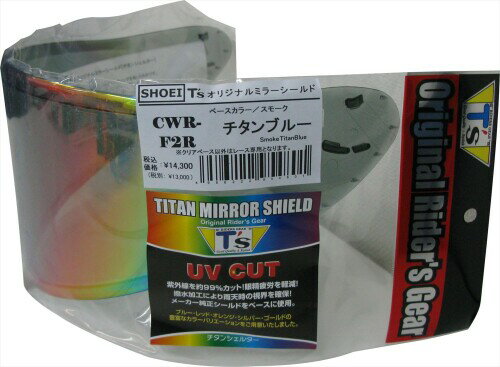 SHOEI T'sオリジナルミラーシールド
ベースカラー/スモーク
CWR-F2R
チタンブルー
SmokeTitanBlue
※クリアベース以外はレース専用となります。
税込価格 ¥14,300
(税別: ¥13,000)
TITAN MIRROR SHIELD
Original Rider's Gear
T's
UV CUT
紫外線を約99%カット!眼精疲労を軽減!
撥水加工により雨天時の視界を確保!
メーカー純正シールドをベースに使用。
ブルー・レッド・オレンジ・シルバー・ゴールドの
豊富なカラーバリエーションをご用意いたしました。
チタンシェルター
T's
Original Rider's Gear